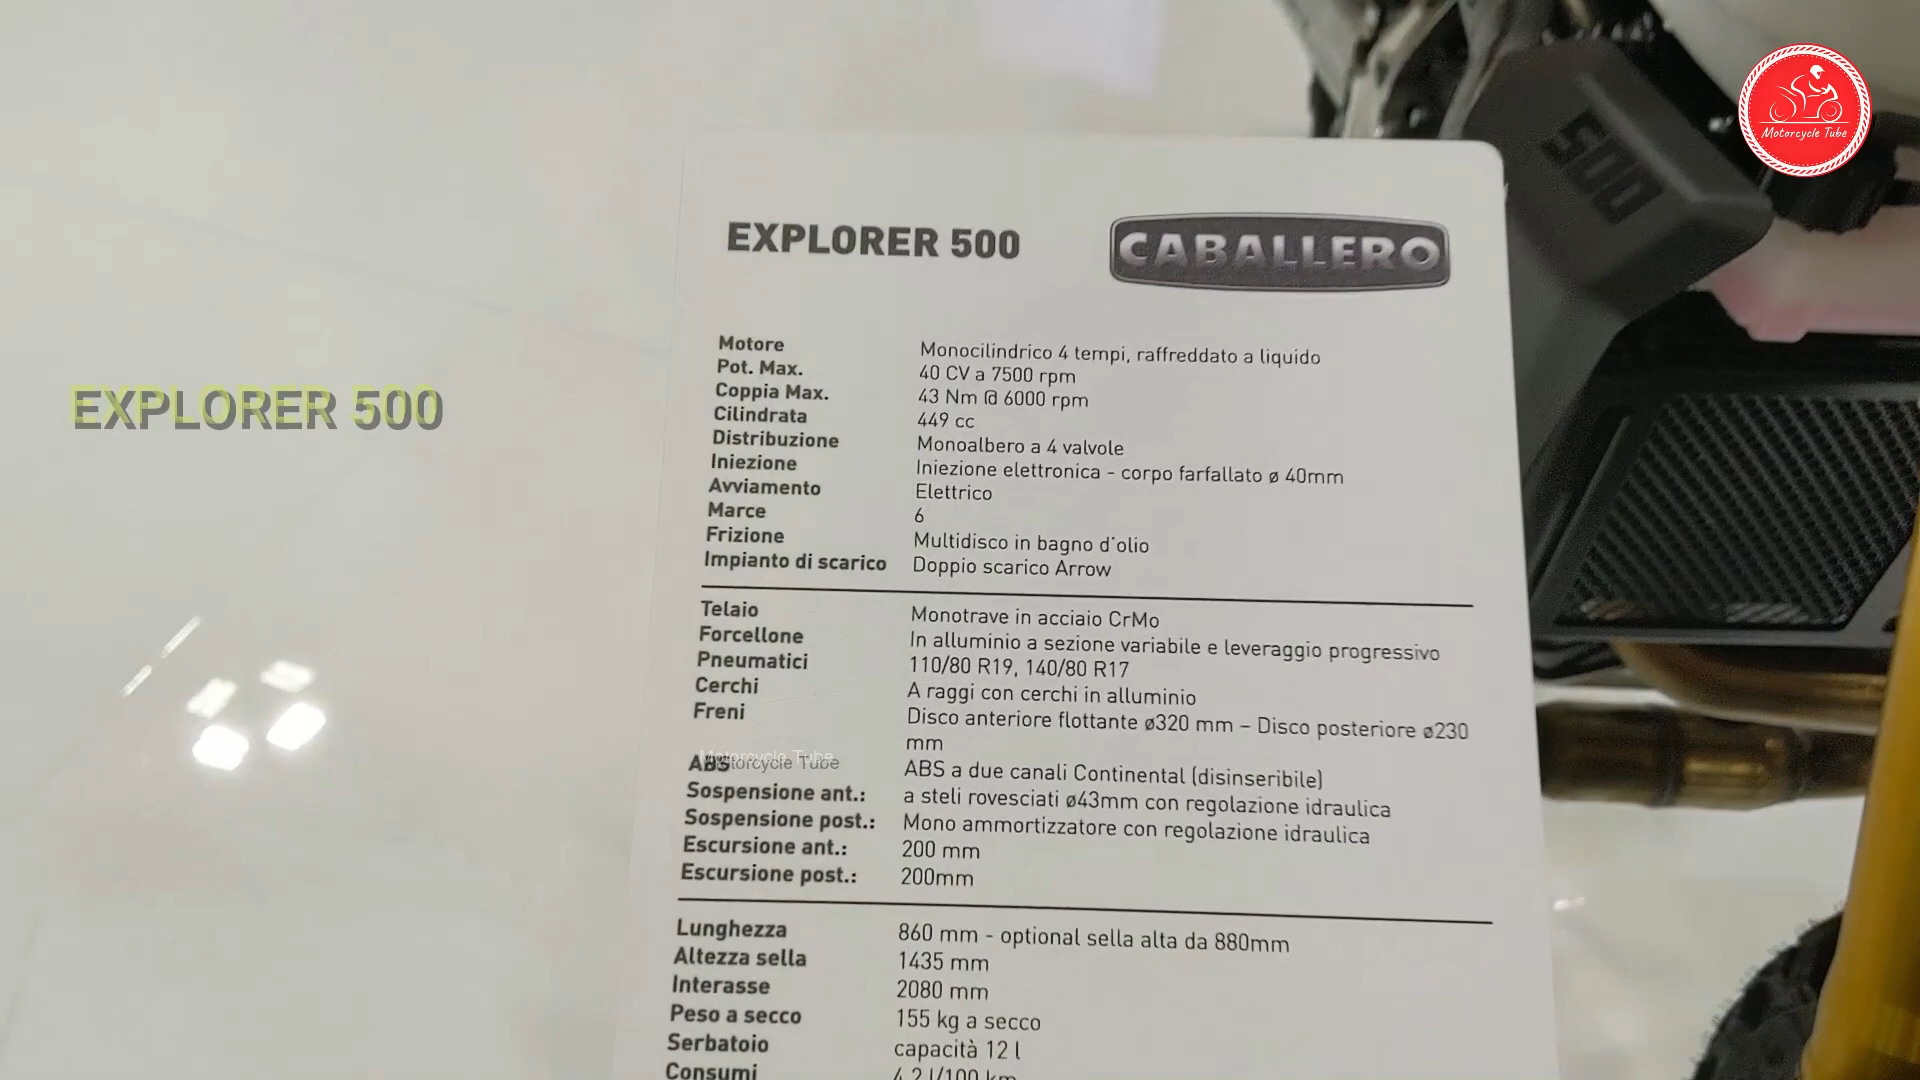 EXPLORER 500
CABALLERO
500
Motorcycle Tube
EXPLORER 500
Motore Monocilindrico 4 tempi, raffreddato a liquido
Pot. Max. 40 CV a 7500 rpm
Coppia Max. 43 Nm @ 6000 rpm
Cilindrata 449 cc
Distribuzione Monoalbero a 4 valvole
Iniezione Iniezione elettronica - corpo farfallato ø 40mm
Avviamento Elettrico
Marce 6
Frizione Multidisco in bagno d'olio
Impianto di scarico Doppio scarico Arrow
Telaio Monotrave in acciaio CrMo
Forcellone In alluminio a sezione variabile e leveraggio progressivo
Pneumatici 110/80 R19, 140/80 R17
Cerchi A raggi con cerchi in alluminio
Freni Disco anteriore flottante ø320 mm – Disco posteriore ø230
mm
Motorcycle Tube
ABS ABS a due canali Continental (disinseribile)
Sospensione ant.: a steli rovesciati ø43mm con regolazione idraulica
Sospensione post.: Mono ammortizzatore con regolazione idraulica
Escursione ant.: 200 mm
Escursione post.: 200mm
Lunghezza 860 mm - optional sella alta da 880mm
Altezza sella 1435 mm
Interasse 2080 mm
Peso a secco 155 kg a secco
Serbatoio capacità 12 l
Consumi 4.2 l/100 km